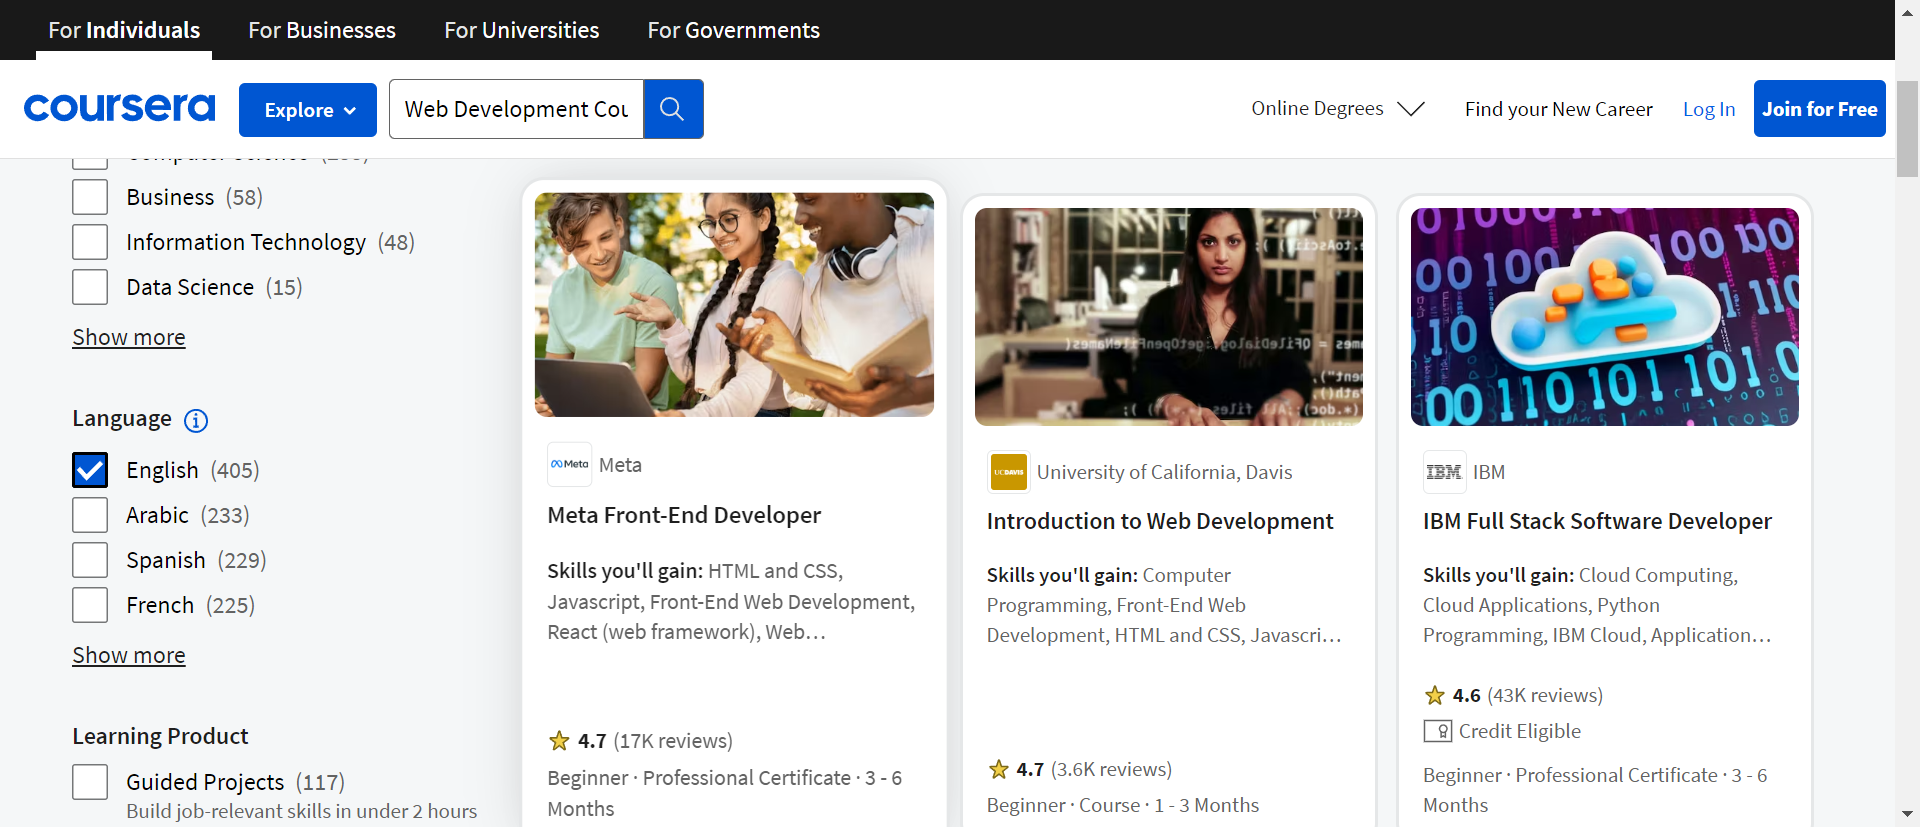 For Individuals For Businesses For Universities For Governments
coursera Explore Web Development Cou Online Degrees Find your New Career Log In Join for Free
Business (58)
Information Technology (48)
Data Science (15)
Show more
Language
English (405)
Arabic (233)
Spanish (229)
French (225)
Show more
Learning Product
Guided Projects (117)
Build job-relevant skills in under 2 hours
Meta Meta
Meta Front-End Developer
Skills you'll gain: HTML and CSS,
Javascript, Front-End Web Development,
React (web framework), Web...
4.7 (17K reviews)
Beginner · Professional Certificate · 3 - 6
Months
UCDAVIS University of California, Davis
Introduction to Web Development
Skills you'll gain: Computer
Programming, Front-End Web
Development, HTML and CSS, Javascri...
4.7 (3.6K reviews)
Beginner · Course · 1 - 3 Months
IBM IBM
IBM Full Stack Software Developer
Skills you'll gain: Cloud Computing,
Cloud Applications, Python
Programming, IBM Cloud, Application...
4.6 (43K reviews)
Credit Eligible
Beginner · Professional Certificate · 3 - 6
Months